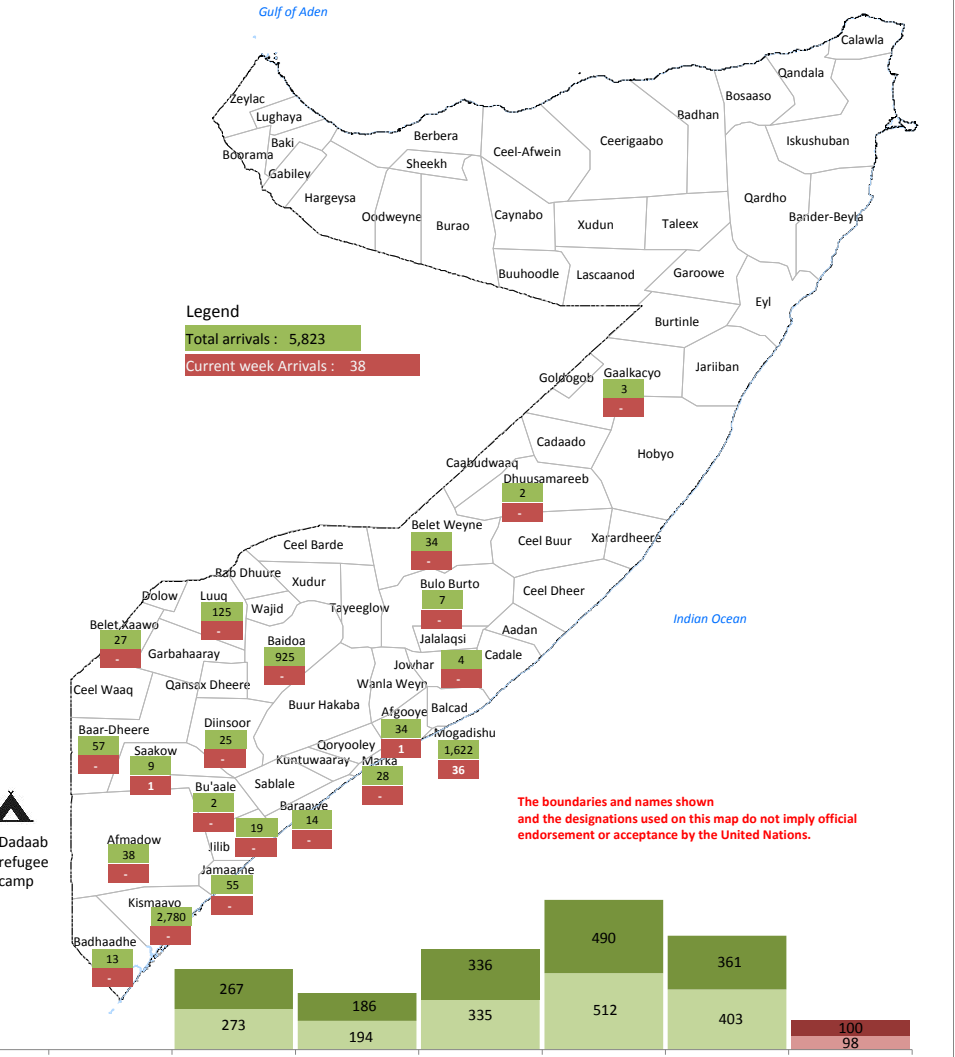 Gulf of Aden
Calawla
Qandala
Bosaaso
Zeylac
Lughaya
Badhan
Berbera
Ceerigaabo
Iskushuban
Baki
Boorama
Ceel-Afwein
Sheekh
Gabiley
Hargeysa
Qardho
Oodweyne
Caynabo
Bander-Beyla
Burao
Xudun
Taleex
Buuhoodle
Lascaanod
Garoowe
Eyl
Legend
Total arrivals : 5,823
Current week Arrivals : 38
Burtinle
Jariiban
Goldogob
Gaalkacyo
3
-
Cadaado
Hobyo
Caabudwaaq
Dhuusamareeb
2
-
Belet Weyne
34
-
Ceel Buur
Xarardheere
Ceel Barde
Rab Dhuure
Xudur
Bulo Burto
7
-
Ceel Dheer
Dolow
Luuq
125
-
Wajid
Tayeeglow
Indian Ocean
Belet Xaawo
27
-
Aadan
Jalalaqsi
Baidoa
925
-
Garbahaaray
Cadale
Jowhar
4
-
Ceel Waaq
Qansax Dheere
Wanla Weyn
Buur Hakaba
Balcad
Afgooye
34
1
Baar-Dheere
57
-
Diinsoor
25
-
Mogadishu
1,622
36
Qoryooley
Saakow
9
1
Kuntuwaaray
Marka
28
-
Bu'aale
2
-
Sablale
Baraawe
14
-
19
-
Jilib
The boundaries and names shown
and the designations used on this map do not imply official
endorsement or acceptance by the United Nations.
Dadaab
refugee
camp
Afmadow
38
-
Jamaame
55
-
Kismaayo
2,780
-
Badhaadhe
13
-
267
273
186
194
336
335
490
512
361
403
100
98